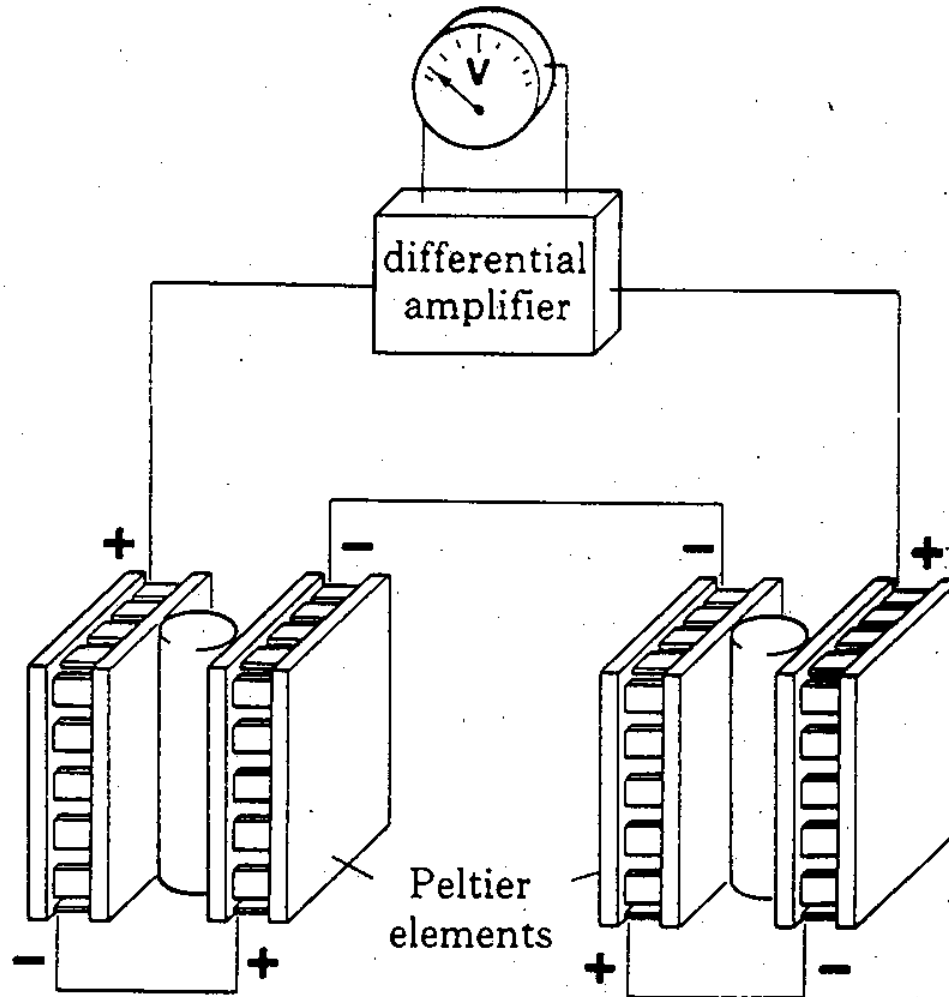 V
differential
amplifier
+
−
−
+
Peltier
elements
−
+
+
−